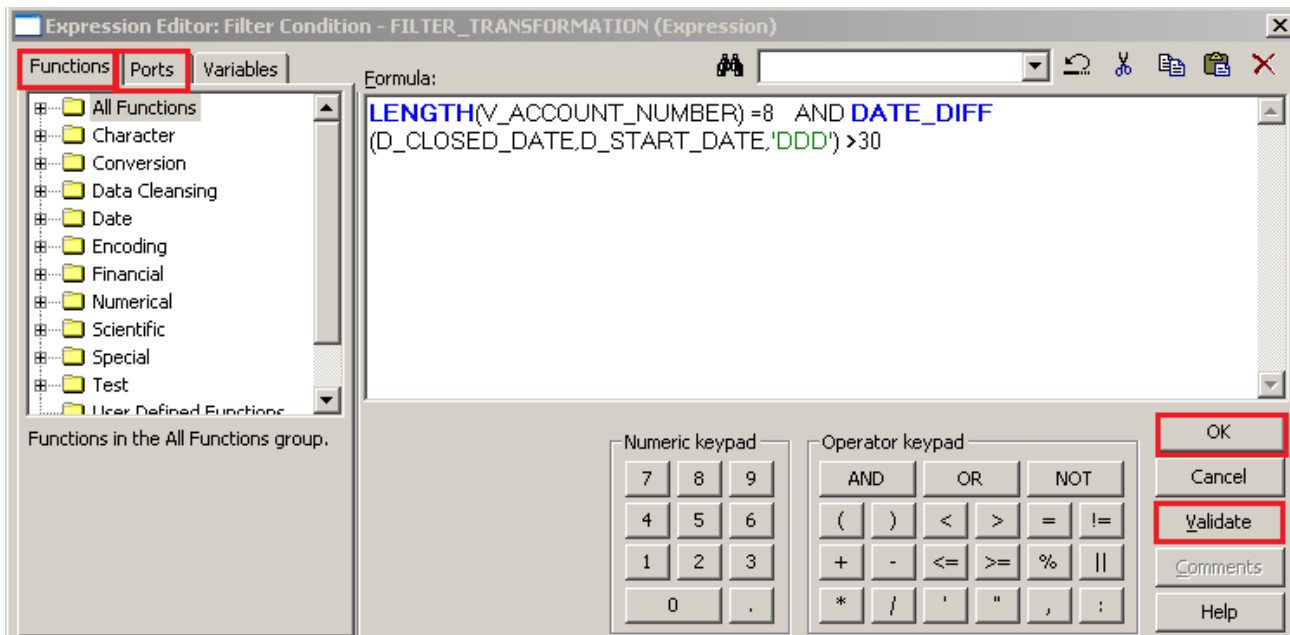 Expression Editor: Filter Condition - FILTER_TRANSFORMATION (Expression)
Functions Ports Variables
All Functions
Character
Conversion
Data Cleansing
Date
Encoding
Financial
Numerical
Scientific
Special
Test
User Defined Functions
Functions in the All Functions group.
Formula:
LENGTH(V_ACCOUNT_NUMBER) =8 AND DATE_DIFF
(D_CLOSED_DATE,D_START_DATE,'DDD') >30
Numeric keypad
7 8 9
4 5 6
1 2 3
0 .
Operator keypad
AND OR NOT
( ) < > = !=
+ - <= >= % ||
* / ' " , :
OK
Cancel
Validate
Comments
Help